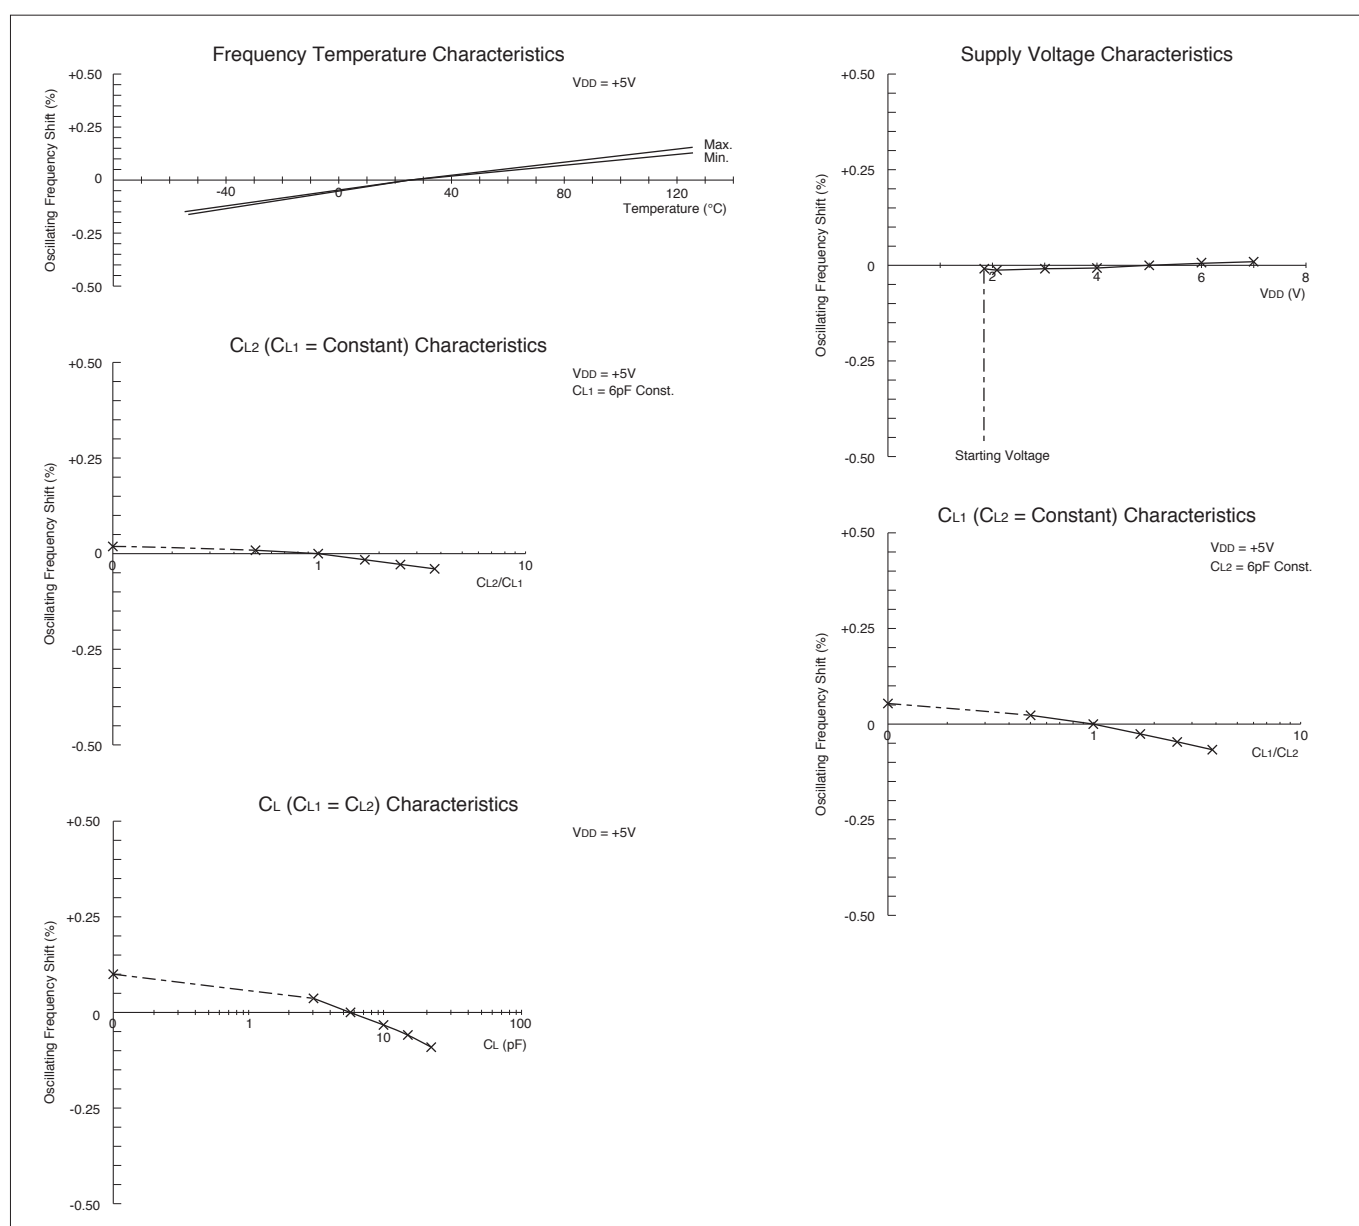 Frequency Temperature Characteristics
VDD = +5V
Oscillating Frequency Shift (%)
+0.50
+0.25
0
-0.25
-0.50
-40
0
40
80
120
Max.
Min.
Temperature (°C)
Supply Voltage Characteristics
Oscillating Frequency Shift (%)
+0.50
+0.25
0
-0.25
-0.50
2
4
6
8
VDD (V)
Starting Voltage
CL2 (CL1 = Constant) Characteristics
VDD = +5V
CL1 = 6pF Const.
Oscillating Frequency Shift (%)
+0.50
+0.25
0
-0.25
-0.50
0
1
10
CL2/CL1
CL1 (CL2 = Constant) Characteristics
VDD = +5V
CL2 = 6pF Const.
Oscillating Frequency Shift (%)
+0.50
+0.25
0
-0.25
-0.50
0
1
10
CL1/CL2
CL (CL1 = CL2) Characteristics
VDD = +5V
Oscillating Frequency Shift (%)
+0.50
+0.25
0
-0.25
-0.50
0
1
10
100
CL (pF)